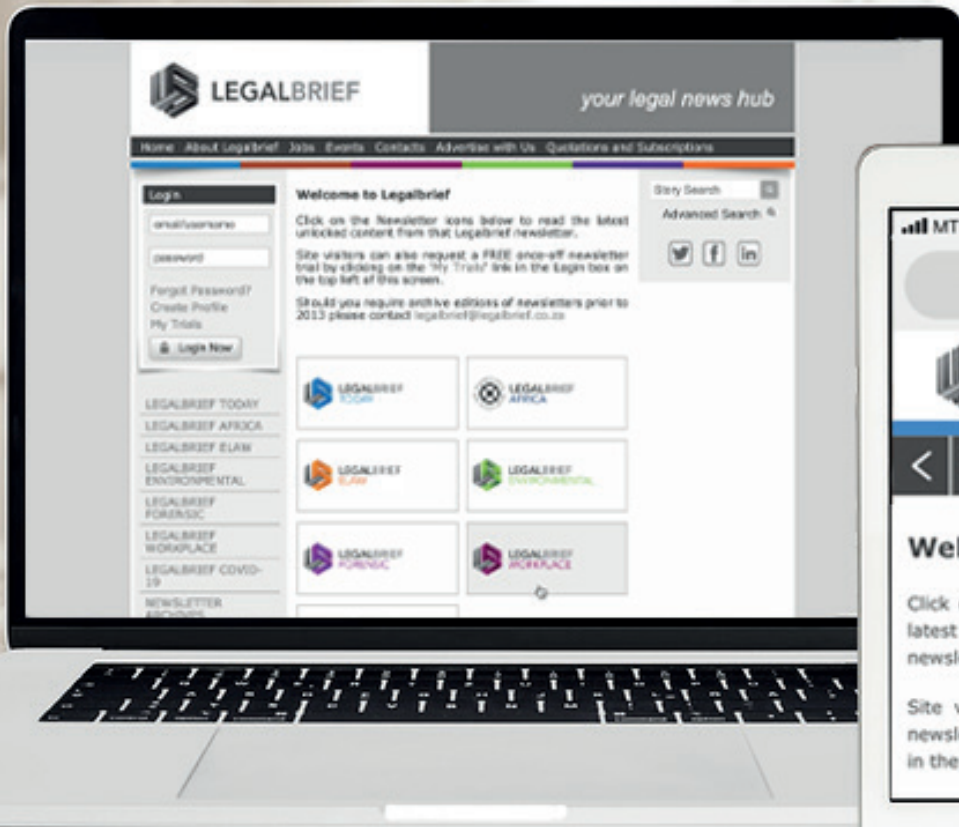 LEGALBRIEF
your legal news hub
Home About Legalbrief Jobs Events Contacts Advertise with Us Quotations and Subscriptions
Login
email/username
password
Forgot Password?
Create Profile
My Trials
Login Now
LEGALBRIEF TODAY
LEGALBRIEF AFRICA
LEGALBRIEF ELAW
LEGALBRIEF
ENVIRONMENTAL
LEGALBRIEF
FORENSIC
LEGALBRIEF
WORKPLACE
LEGALBRIEF COVID-
19
NEWSLETTER
ARCHIVES
Welcome to Legalbrief
Click on the Newsletter icons below to read the latest
unlocked content from that Legalbrief newsletter.
Site visitors can also request a FREE once-off newsletter
trial by clicking on the 'My Trials' link in the Login box on
the top left of this screen.
Should you require archive editions of newsletters prior to
2013 please contact legalbrief@legalbrief.co.za
LEGALBRIEF
TODAY
LEGALBRIEF
AFRICA
LEGALBRIEF
ELAW
LEGALBRIEF
ENVIRONMENTAL
LEGALBRIEF
FORENSIC
LEGALBRIEF
WORKPLACE
Story Search
Advanced Search
MT
Wel
Click
latest
newsl
Site v
newsl
in the